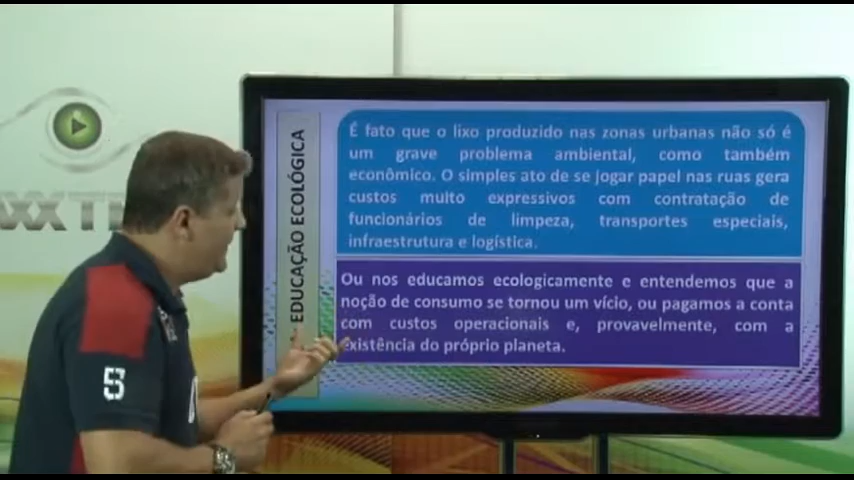 EDUCAÇÃO ECOLÓGICA
É FATO que o lixo produzido nas zonas urbanas não só é
um grave problema ambiental, como também
econômico. O simples ato de se jogar papel nas ruas gera
custos muito expressivos com contratação de
funcionários de limpeza, transportes especiais,
infraestrutura e logística.
Ou nos educamos ecologicamente e entendemos que a
noção de consumo se tornou um vício, ou pagamos a conta
com custos operacionais e, provavelmente, com a
existência do próprio planeta.
5